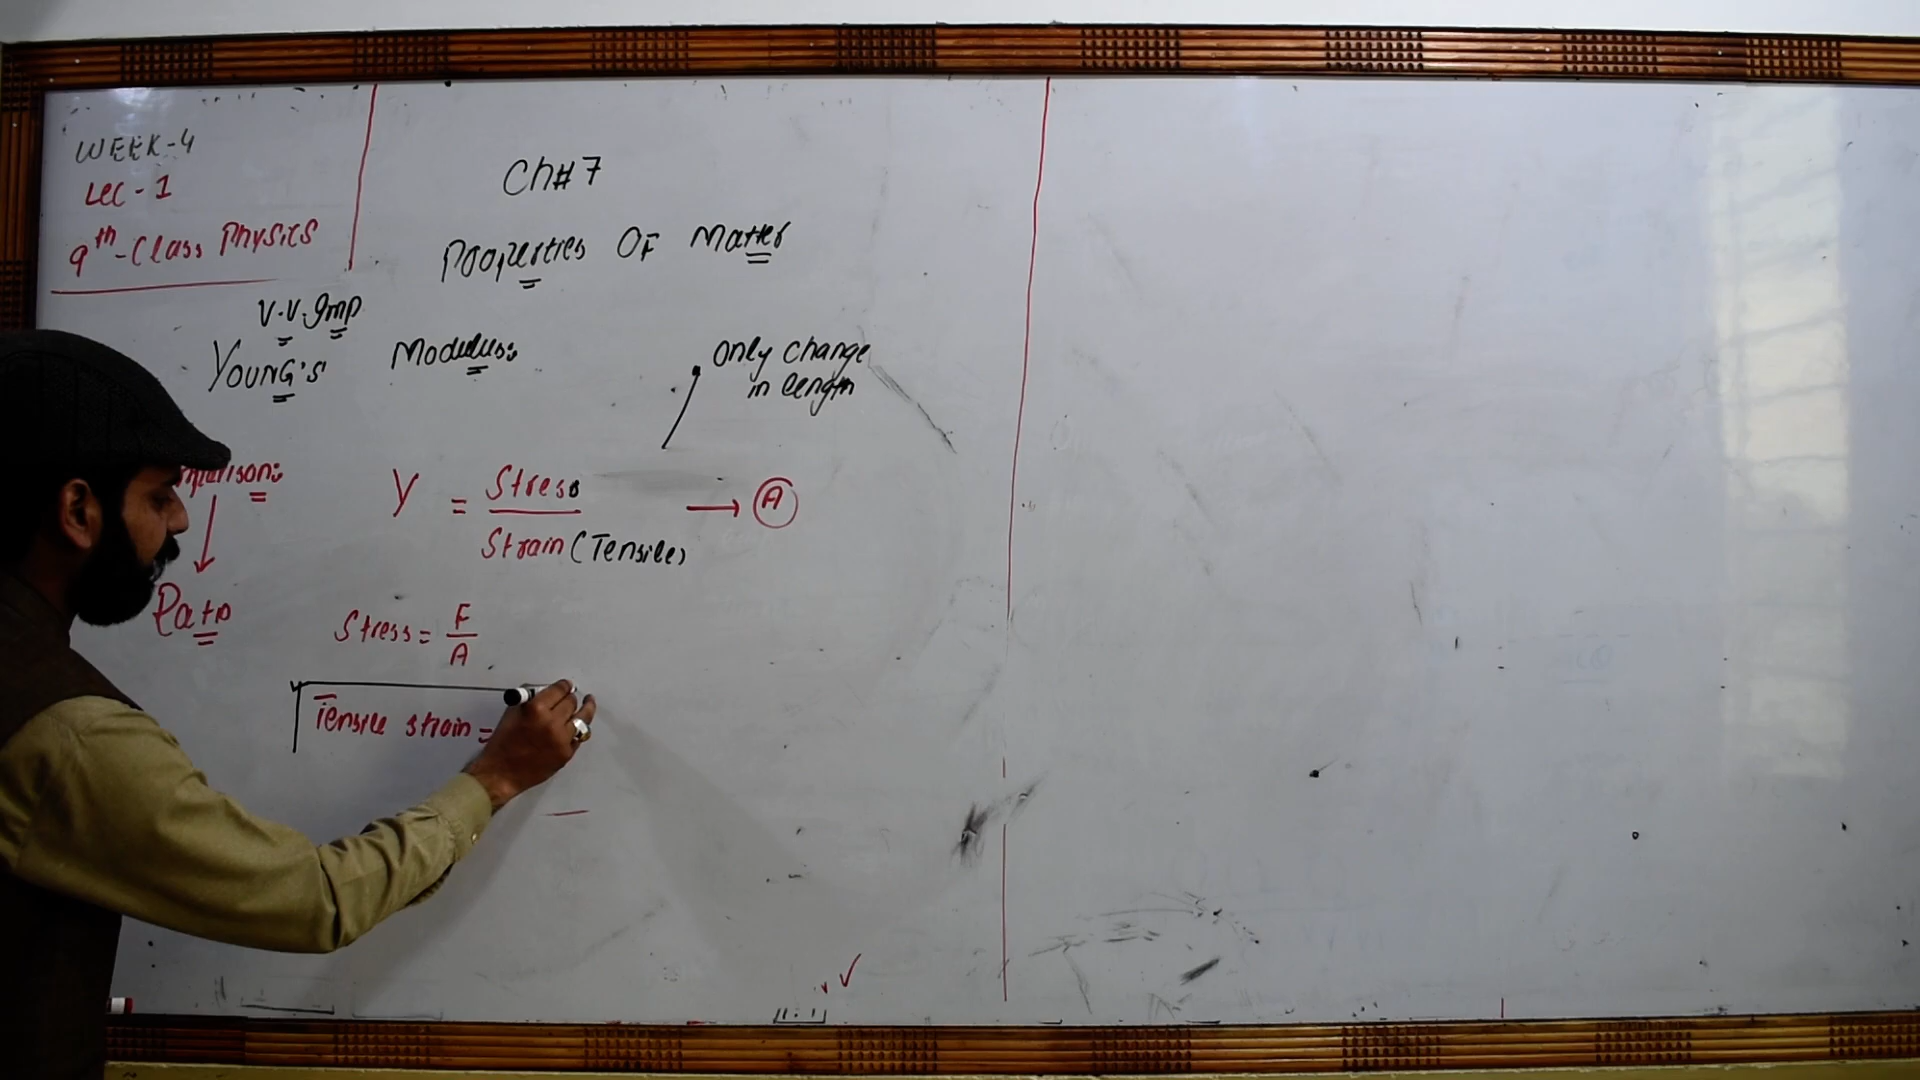 WEEK-4
Lec-1
9th-Class Physics
Ch#7
Properties OF Matter
V.V.Imp
YOUNG'S Modulus:
Only change
in length
Y = Stress
Strain (Tensile)
→ A
Ratio
Stress = F
A
Tensile strain =